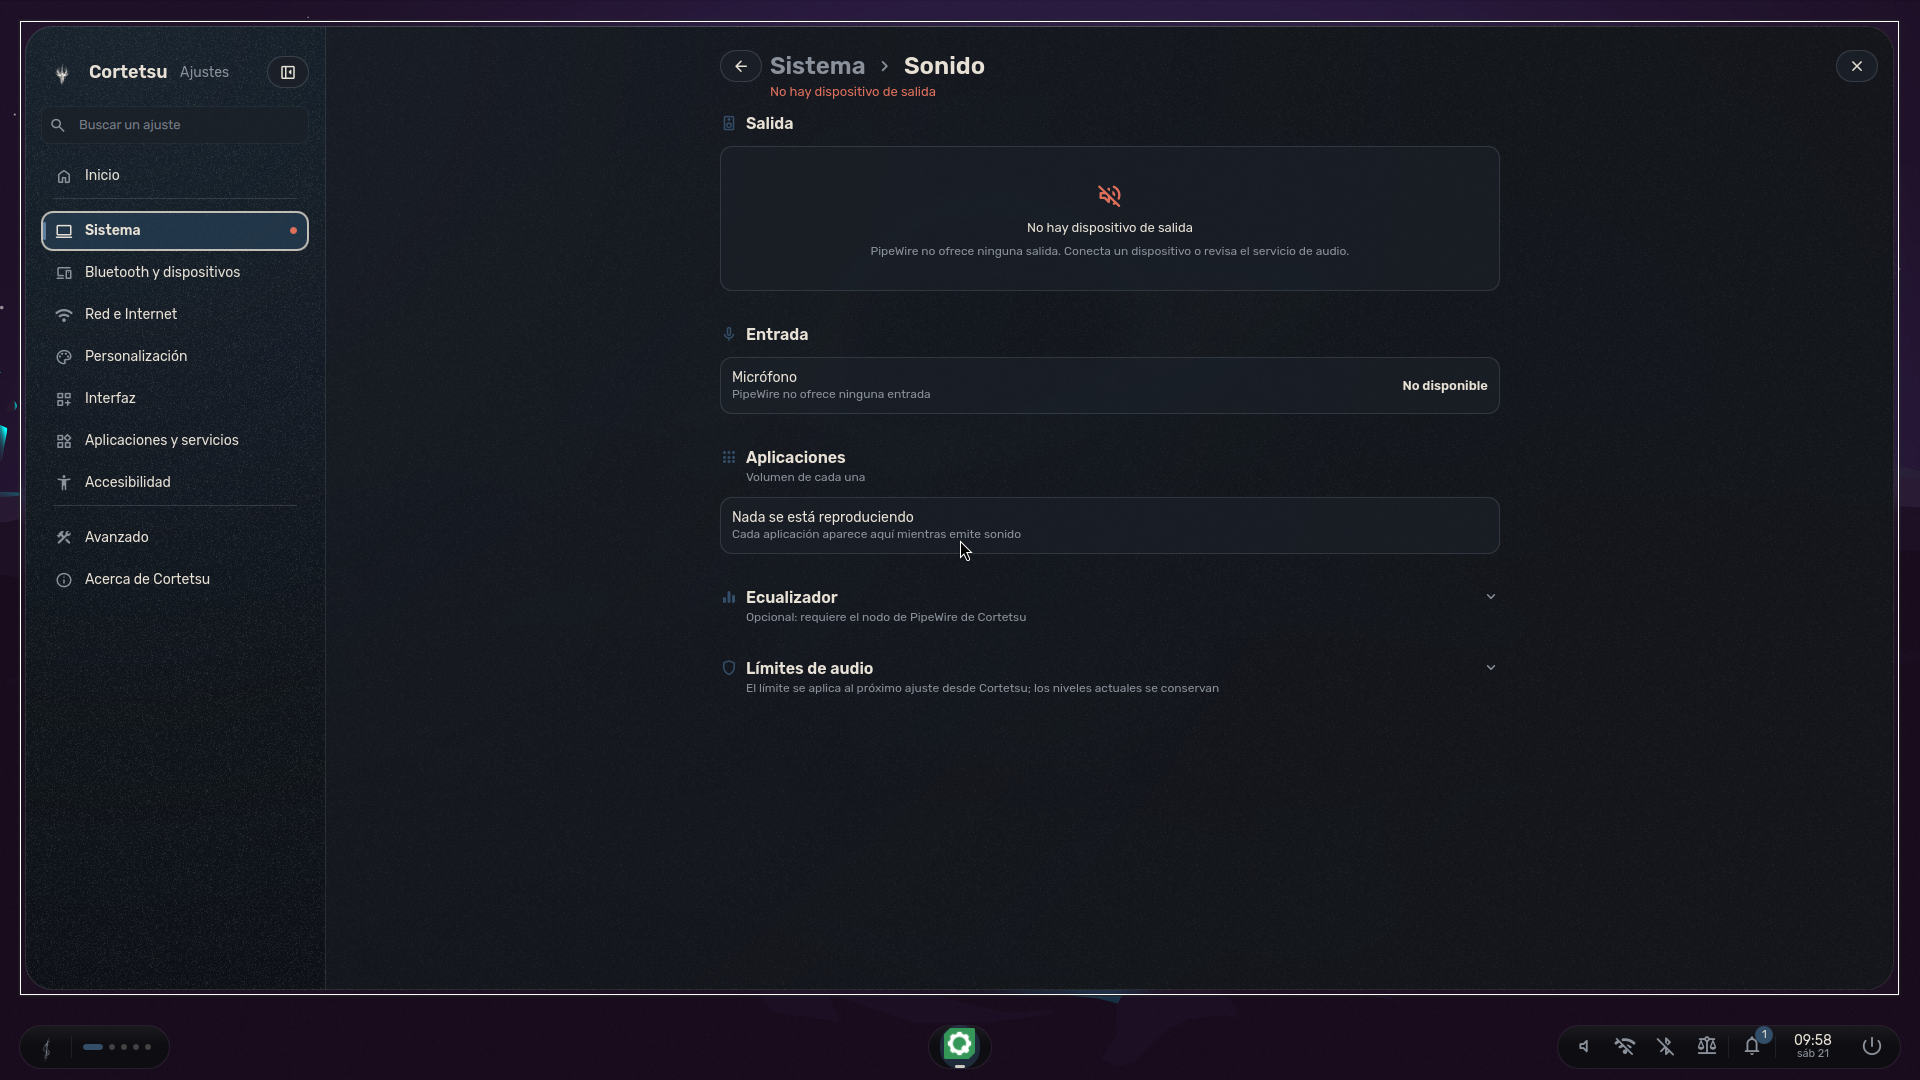 Cortetsu Ajustes
Buscar un ajuste
Inicio
Sistema
Bluetooth y dispositivos
Red e Internet
Personalización
Interfaz
Aplicaciones y servicios
Accesibilidad
Avanzado
Acerca de Cortetsu
Sistema › Sonido
No hay dispositivo de salida
Salida
No hay dispositivo de salida
PipeWire no ofrece ninguna salida. Conecta un dispositivo o revisa el servicio de audio.
Entrada
Micrófono
PipeWire no ofrece ninguna entrada
No disponible
Aplicaciones
Volumen de cada una
Nada se está reproduciendo
Cada aplicación aparece aquí mientras emite sonido
Ecualizador
Opcional: requiere el nodo de PipeWire de Cortetsu
Límites de audio
El límite se aplica al próximo ajuste desde Cortetsu; los niveles actuales se conservan
1
09:58
sáb 21